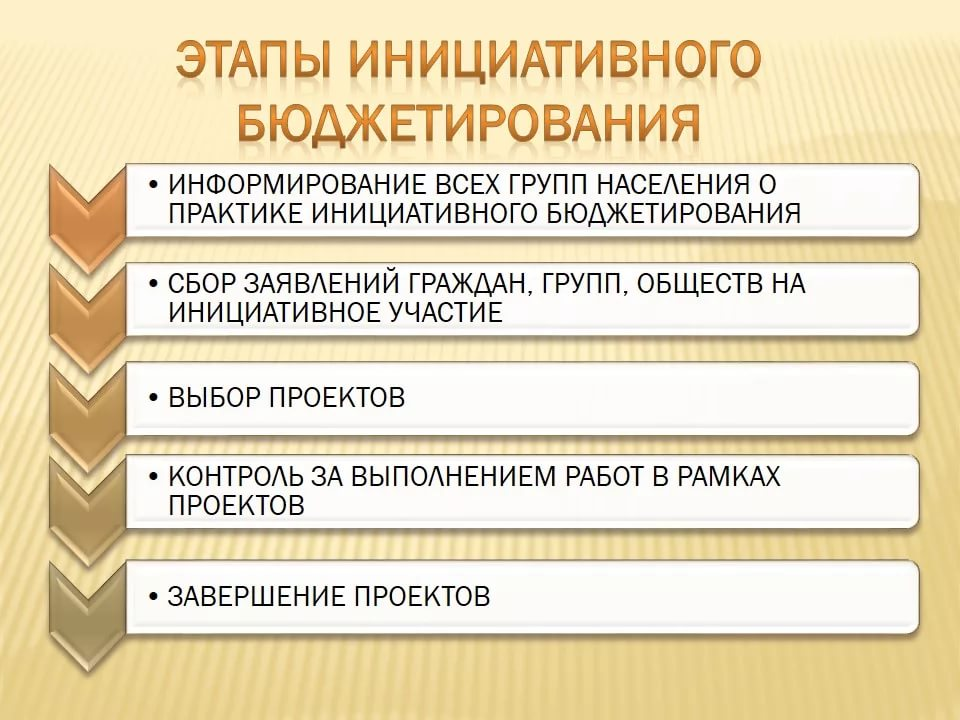 ЭТАПЫ ИНИЦИАТИВНОГО
БЮДЖЕТИРОВАНИЯ
• ИНФОРМИРОВАНИЕ ВСЕХ ГРУПП НАСЕЛЕНИЯ О
ПРАКТИКЕ ИНИЦИАТИВНОГО БЮДЖЕТИРОВАНИЯ
• СБОР ЗАЯВЛЕНИЙ ГРАЖДАН, ГРУПП, ОБЩЕСТВ НА
ИНИЦИАТИВНОЕ УЧАСТИЕ
• ВЫБОР ПРОЕКТОВ
• КОНТРОЛЬ ЗА ВЫПОЛНЕНИЕМ РАБОТ В РАМКАХ
ПРОЕКТОВ
• ЗАВЕРШЕНИЕ ПРОЕКТОВ